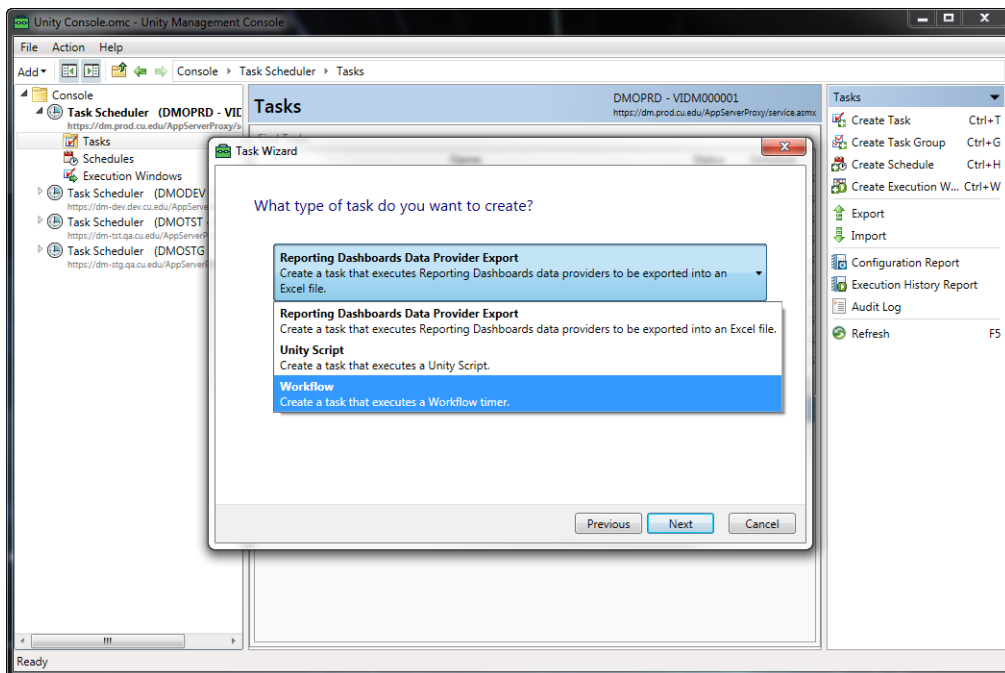 Unity Console.omc - Unity Management Console
File Action Help
Add Console Task Scheduler Tasks
Console
Task Scheduler (DMOPRD - VID
https://dm.prod.cu.edu/AppServerProxy/s
Tasks
Schedules
Execution Windows
Task Scheduler (DMODEV
https://dm-dev.dev.cu.edu/AppServe
Task Scheduler (DMOTST -
https://dm-tst.qa.cu.edu/AppServerP
Task Scheduler (DMOSTG
https://dm-stg.qa.cu.edu/AppServerP
Tasks
DMOPRD - VIDM000001
https://dm.prod.cu.edu/AppServerProxy/service.asmx
Name Status
Task Wizard
What type of task do you want to create?
Reporting Dashboards Data Provider Export
Create a task that executes Reporting Dashboards data providers to be exported into an
Excel file.
Reporting Dashboards Data Provider Export
Create a task that executes Reporting Dashboards data providers to be exported into an Excel file.
Unity Script
Create a task that executes a Unity Script.
Workflow
Create a task that executes a Workflow timer.
Previous Next Cancel
Tasks
Create Task Ctrl+T
Create Task Group Ctrl+G
Create Schedule Ctrl+H
Create Execution W... Ctrl+W
Export
Import
Configuration Report
Execution History Report
Audit Log
Refresh F5
Ready